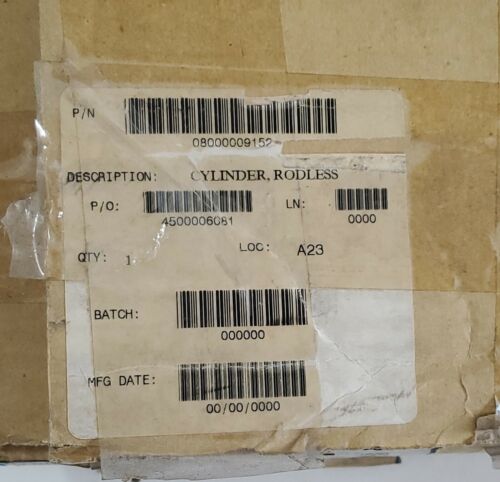 P/N
08000009152
DESCRIPTION: CYLINDER, RODLESS
P/O: LN:
4500006081 0000
QTY: 1 LOC: A23
BATCH:
000000
MFG DATE:
00/00/0000